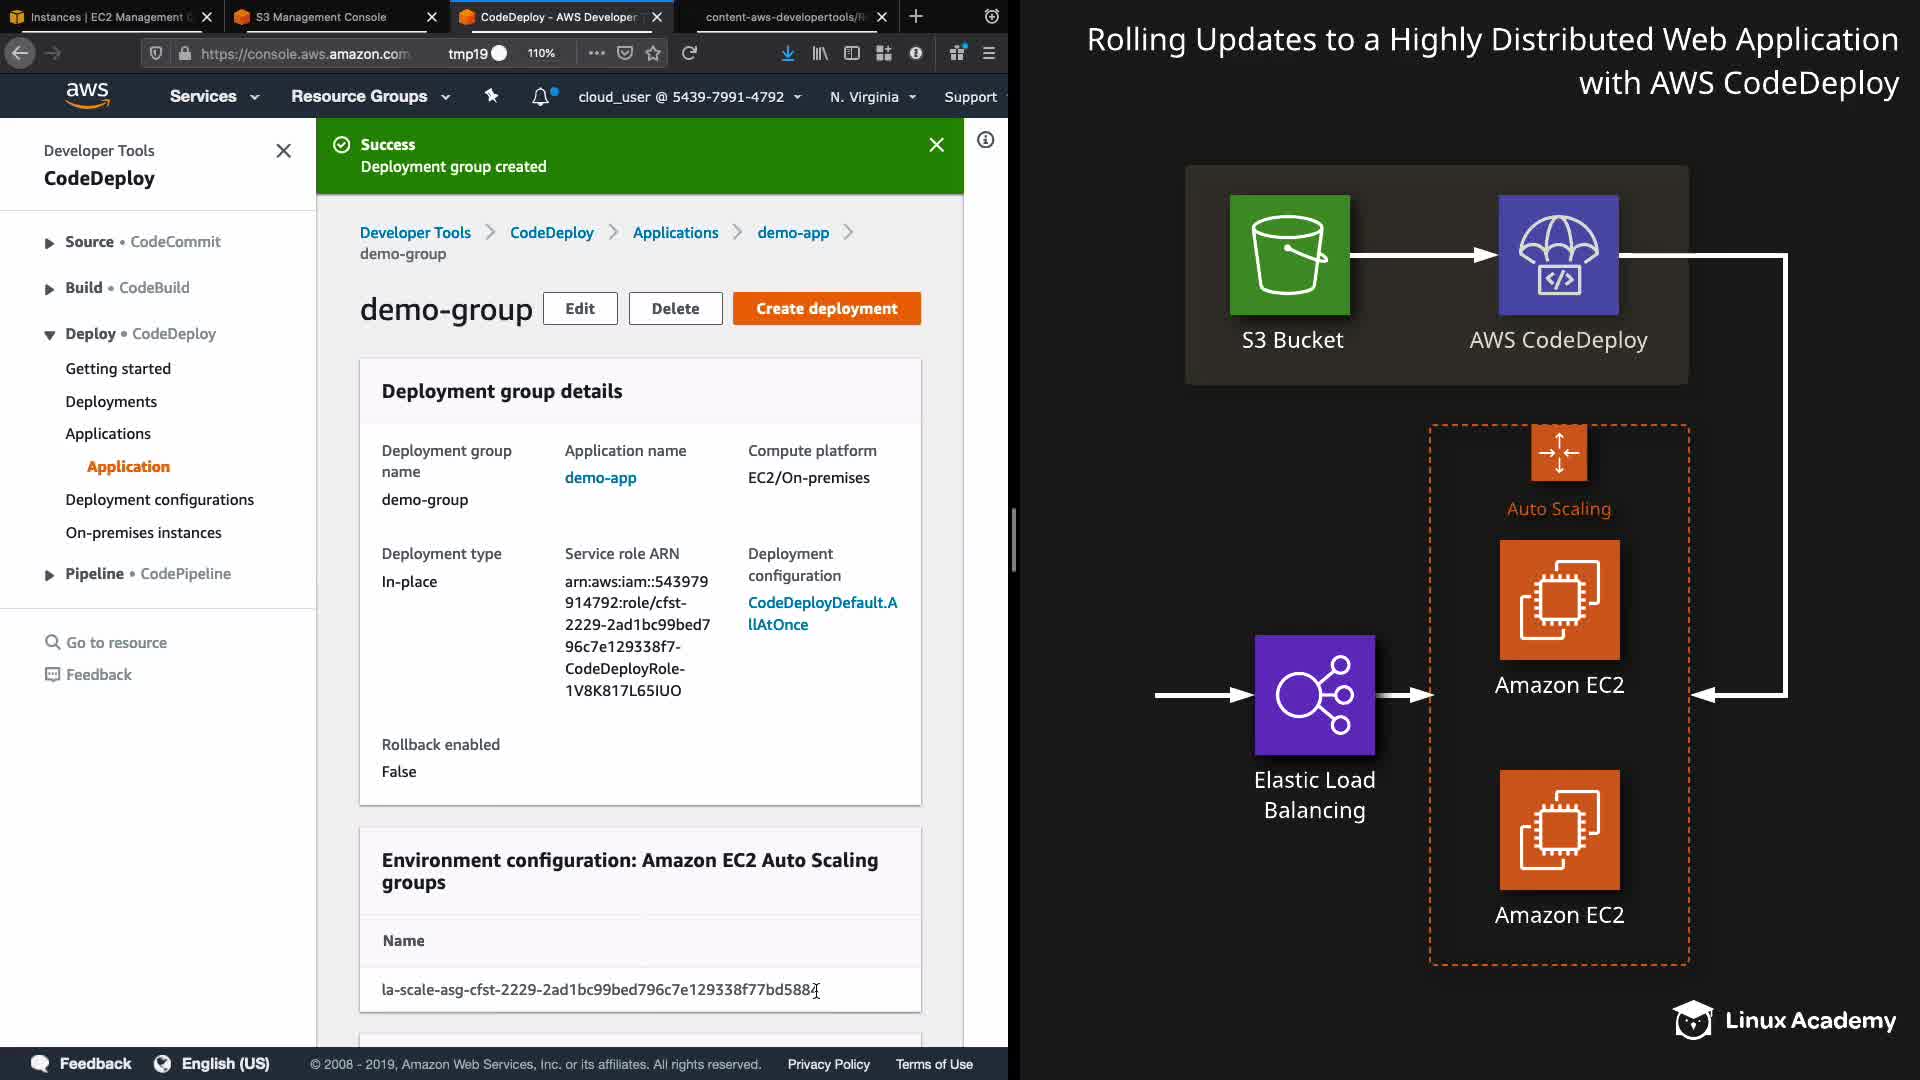 Instances | EC2 Management C
S3 Management Console
CodeDeploy - AWS Developer
content-aws-developertools/R
https://console.aws.amazon.com
tmp19
110%
aws
Services
Resource Groups
cloud_user @ 5439-7991-4792
N. Virginia
Support
Developer Tools
CodeDeploy
Source • CodeCommit
Build • CodeBuild
Deploy • CodeDeploy
Getting started
Deployments
Applications
Application
Deployment configurations
On-premises instances
Pipeline • CodePipeline
Go to resource
Feedback
Success
Deployment group created
Developer Tools
CodeDeploy
Applications
demo-app
demo-group
demo-group
Edit
Delete
Create deployment
Deployment group details
Deployment group
name
demo-group
Application name
demo-app
Compute platform
EC2/On-premises
Deployment type
In-place
Service role ARN
arn:aws:iam::543979
914792:role/cfst-
2229-2ad1bc99bed7
96c7e129338f7-
CodeDeployRole-
1V8K817L65IUO
Deployment
configuration
CodeDeployDefault.A
llAtOnce
Rollback enabled
False
Environment configuration: Amazon EC2 Auto Scaling
groups
Name
la-scale-asg-cfst-2229-2ad1bc99bed796c7e129338f77bd5884
Feedback
English (US)
© 2008 - 2019, Amazon Web Services, Inc. or its affiliates. All rights reserved.
Privacy Policy
Terms of Use
Rolling Updates to a Highly Distributed Web Application
with AWS CodeDeploy
S3 Bucket
AWS CodeDeploy
Auto Scaling
Amazon EC2
Elastic Load
Balancing
Amazon EC2
Linux Academy